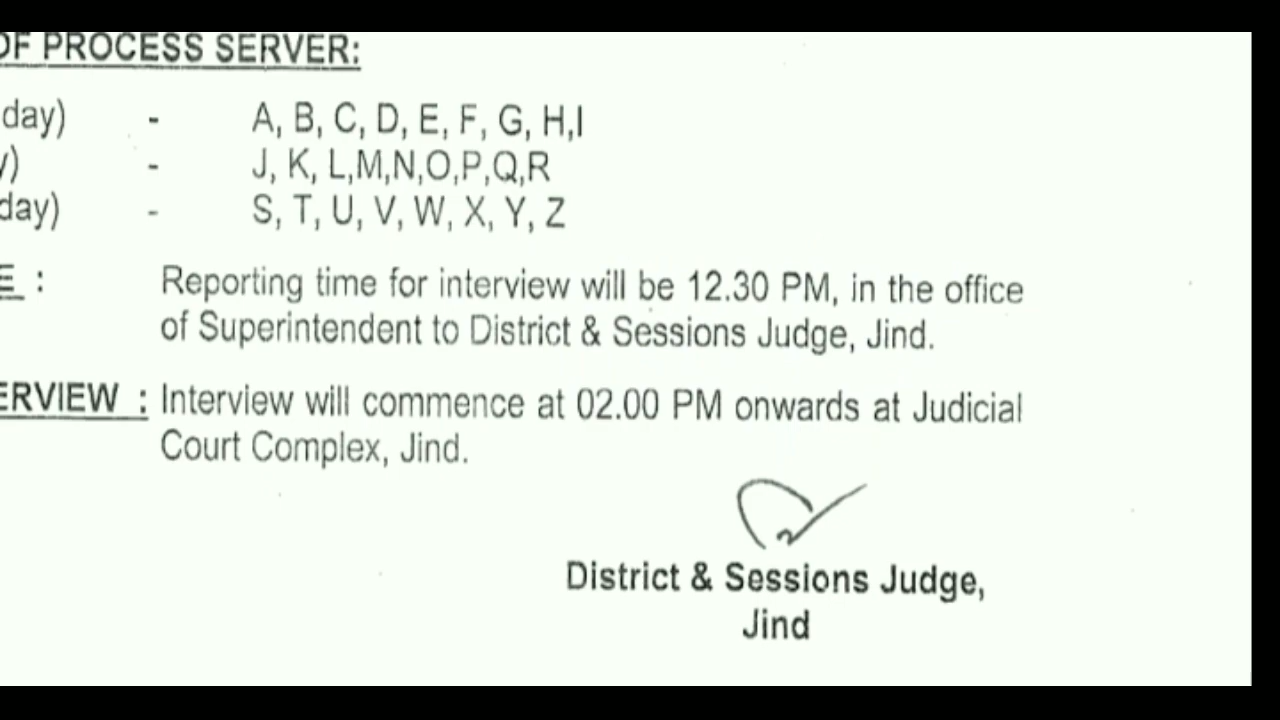 OF PROCESS SERVER:
day) - A, B, C, D, E, F, G, H,I
y) - J, K, L,M,N,O,P,Q,R
day) - S, T, U, V, W, X, Y, Z
E : Reporting time for interview will be 12.30 PM, in the office
of Superintendent to District & Sessions Judge, Jind.
ERVIEW : Interview will commence at 02.00 PM onwards at Judicial
Court Complex, Jind.
District & Sessions Judge,
Jind